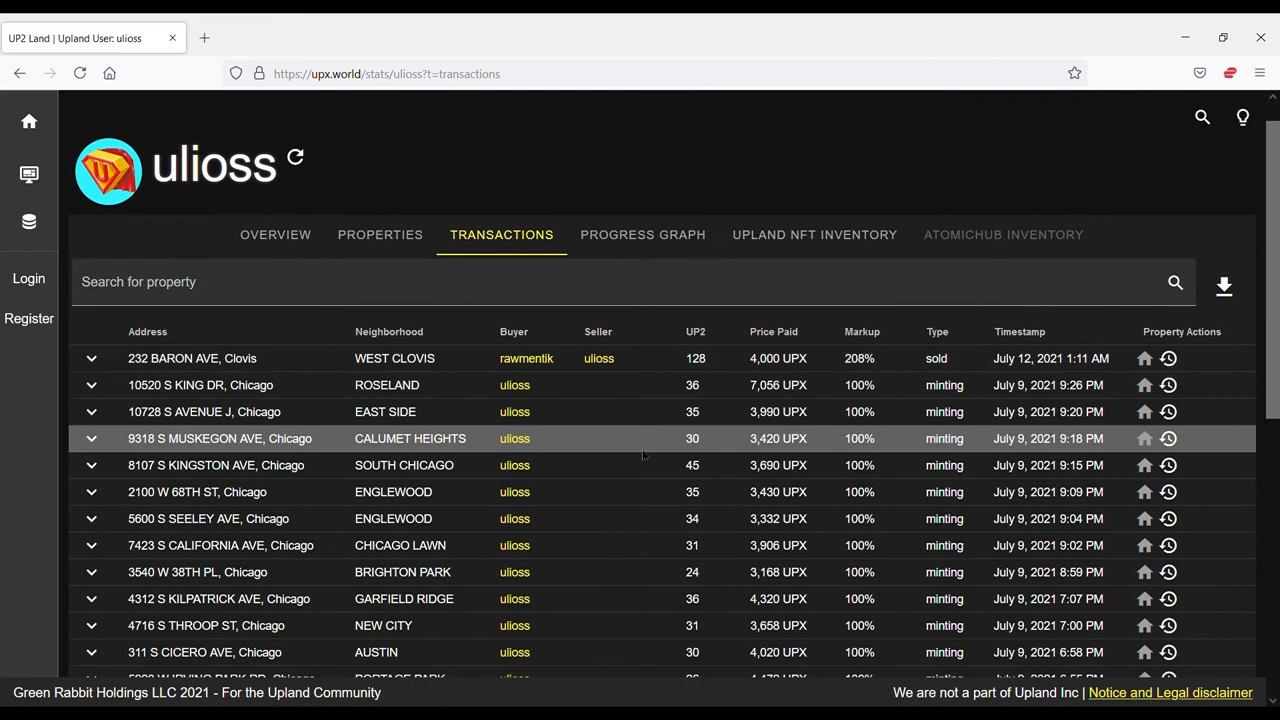 UP2 Land | Upland User: ulioss
https://upx.world/stats/ulioss?t=transactions
ulioss
OVERVIEW PROPERTIES TRANSACTIONS PROGRESS GRAPH UPLAND NFT INVENTORY ATOMICHUB INVENTORY
Login
Register
Search for property
Address Neighborhood Buyer Seller UP2 Price Paid Markup Type Timestamp Property Actions
232 BARON AVE, Clovis WEST CLOVIS rawmentik ulioss 128 4,000 UPX 208% sold July 12, 2021 1:11 AM
10520 S KING DR, Chicago ROSELAND ulioss 36 7,056 UPX 100% minting July 9, 2021 9:26 PM
10728 S AVENUE J, Chicago EAST SIDE ulioss 35 3,990 UPX 100% minting July 9, 2021 9:20 PM
9318 S MUSKEGON AVE, Chicago CALUMET HEIGHTS ulioss 30 3,420 UPX 100% minting July 9, 2021 9:18 PM
8107 S KINGSTON AVE, Chicago SOUTH CHICAGO ulioss 45 3,690 UPX 100% minting July 9, 2021 9:15 PM
2100 W 68TH ST, Chicago ENGLEWOOD ulioss 35 3,430 UPX 100% minting July 9, 2021 9:09 PM
5600 S SEELEY AVE, Chicago ENGLEWOOD ulioss 34 3,332 UPX 100% minting July 9, 2021 9:04 PM
7423 S CALIFORNIA AVE, Chicago CHICAGO LAWN ulioss 31 3,906 UPX 100% minting July 9, 2021 9:02 PM
3540 W 38TH PL, Chicago BRIGHTON PARK ulioss 24 3,168 UPX 100% minting July 9, 2021 8:59 PM
4312 S KILPATRICK AVE, Chicago GARFIELD RIDGE ulioss 36 4,320 UPX 100% minting July 9, 2021 7:07 PM
4716 S THROOP ST, Chicago NEW CITY ulioss 31 3,658 UPX 100% minting July 9, 2021 7:00 PM
311 S CICERO AVE, Chicago AUSTIN ulioss 30 4,020 UPX 100% minting July 9, 2021 6:58 PM
Green Rabbit Holdings LLC 2021 - For the Upland Community
We are not a part of Upland Inc | Notice and Legal disclaimer